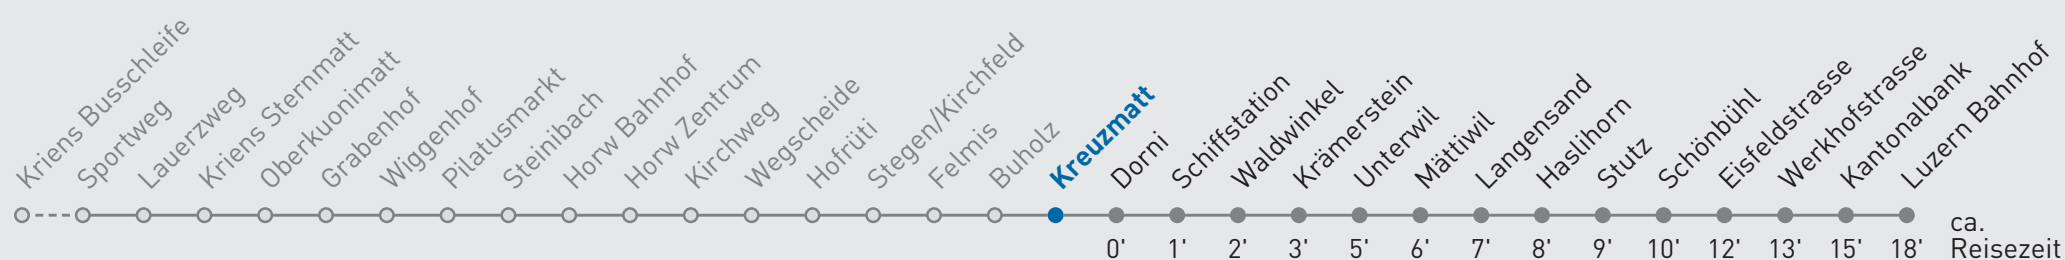 Kriens Busschleife
Sportweg
Lauerzweg
Kriens Sternmatt
Oberkuonimatt
Grabenhof
Wiggenhof
Pilatusmarkt
Steinibach
Horw Bahnhof
Horw Zentrum
Kirchweg
Wegscheide
Hofrüti
Stegen/Kirchfeld
Felmis
Buholz
Kreuzmatt
Dorni
Schiffstation
Waldwinkel
Krämerstein
Unterwil
Mättiwil
Langensand
Haslihorn
Stutz
Schönbühl
Eisfeldstrasse
Werkhofstrasse
Kantonalbank
Luzern Bahnhof
0' 1' 2' 3' 5' 6' 7' 8' 9' 10' 12' 13' 15' 18'
ca.
Reisezeit